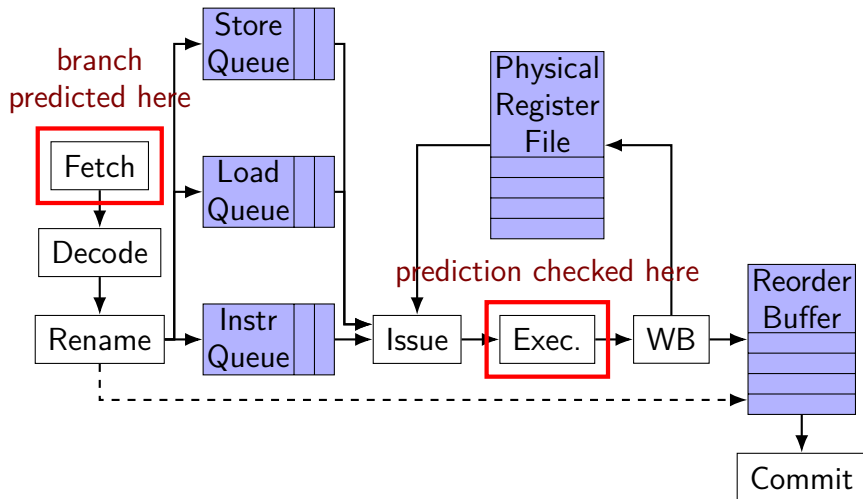 Store
Queue
branch
predicted here
Physical
Register
File
Fetch
Load
Queue
Decode
prediction checked here
Reorder
Buffer
Rename
Instr
Queue
Issue
Exec.
WB
Commit